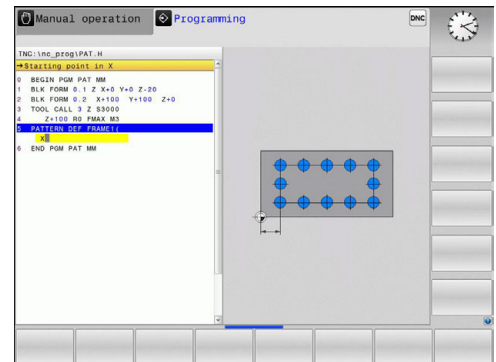 Manual operation
Programming
DNC
TNC:\nc_prog\PAT.H
→Starting point in X
0 BEGIN PGM PAT MM
1 BLK FORM 0.1 Z X+0 Y+0 Z-20
2 BLK FORM 0.2 X+100 Y+100 Z+0
3 TOOL CALL 3 Z S3000
4 Z+100 R0 FMAX M3
5 PATTERN DEF FRAME1(
X
6 END PGM PAT MM